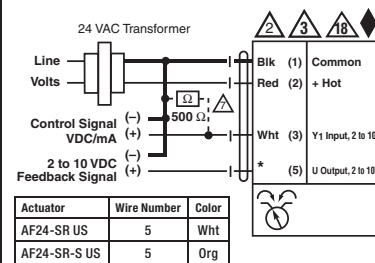 24 VAC Transformer
2 3 18
Line
Volts
Blk (1) Common
Red (2) + Hot
Ω 7
500 Ω
Control Signal (–)
VDC/mA (+)
Wht (3) Y1 Input, 2 to 10
2 to 10 VDC (–)
Feedback Signal (+)
* (5) U Output, 2 to 10
Actuator Wire Number Color
AF24-SR US 5 Wht
AF24-SR-S US 5 Org